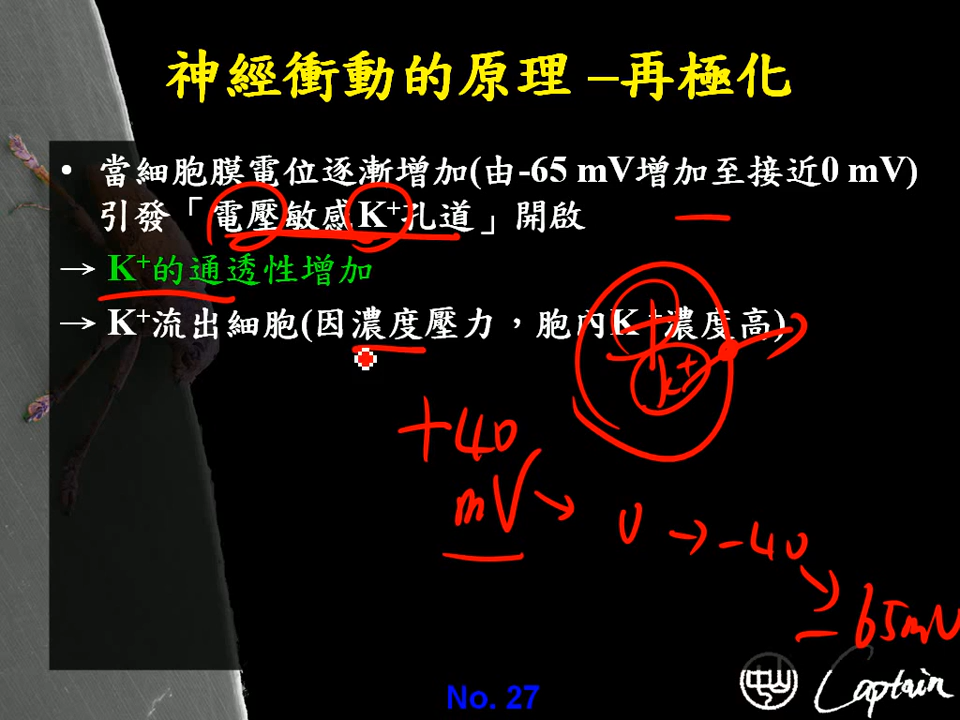 神經衝動的原理 –再極化
• 當細胞膜電位逐漸增加(由-65 mV增加至接近0 mV)
引發「電壓敏感K⁺孔道」開啟
→ K⁺的通透性增加
→ K⁺流出細胞(因濃度壓力，胞內K⁺濃度高)
+
K+
+40
mV → 0 → -40
→ -65mV
No. 27
Captain